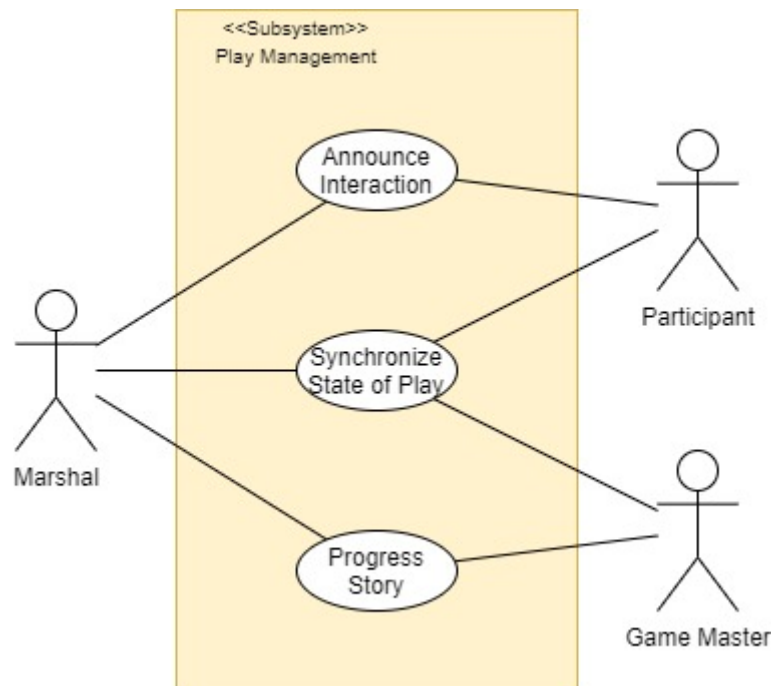 <<Subsystem>>
Play Management
Announce
Interaction
Participant
Synchronize
State of Play
Marshal
Progress
Story
Game Master